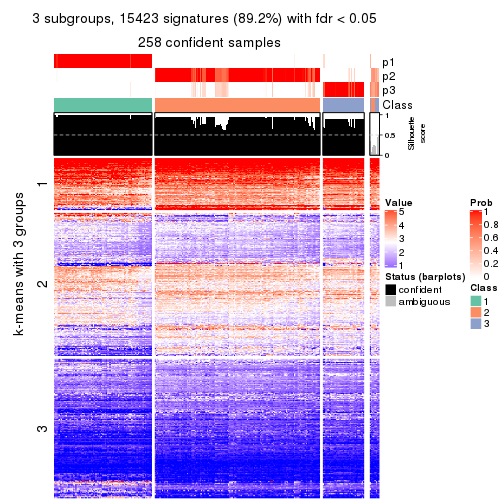 3 subgroups, 15423 signatures (89.2%) with fdr < 0.05
258 confident samples
p1
p2
p3
Class
1
0.5
0
Silhouette
score
k-means with 3 groups
1
2
3
Value
5
4
3
2
1
Status (barplots)
confident
ambiguous
Prob
1
0.8
0.6
0.4
0.2
0
Class
1
2
3